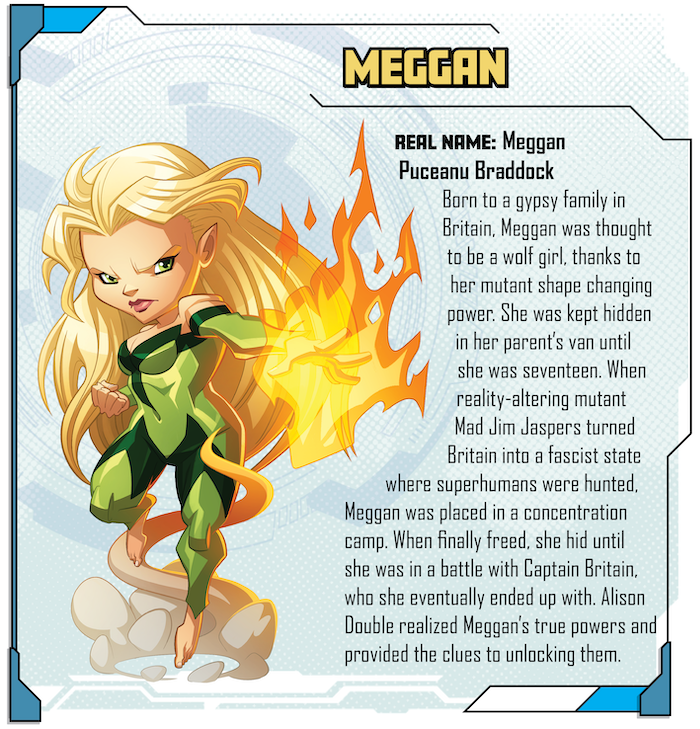 MEGGAN
REAL NAME: Meggan
Puceanu Braddock
Born to a gypsy family in
Britain, Meggan was thought
to be a wolf girl, thanks to
her mutant shape changing
power. She was kept hidden
in her parent's van until
she was seventeen. When
reality-altering mutant
Mad Jim Jaspers turned
Britain into a fascist state
where superhumans were hunted,
Meggan was placed in a concentration
camp. When finally freed, she hid until
she was in a battle with Captain Britain,
who she eventually ended up with. Alison
Double realized Meggan's true powers and
provided the clues to unlocking them.